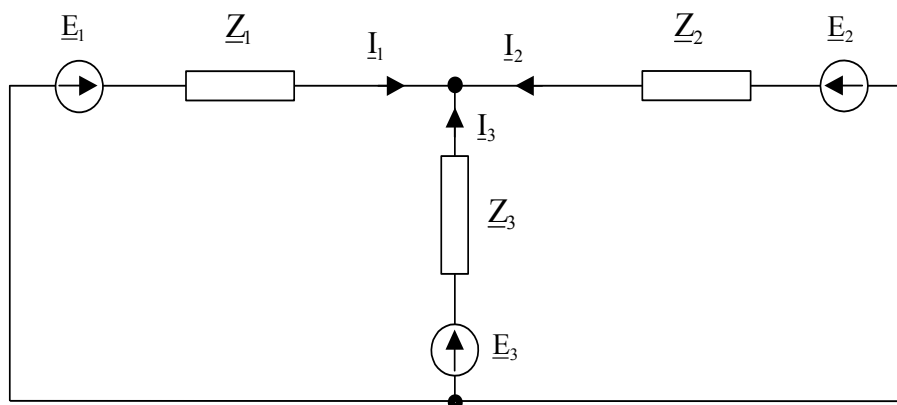 E₁
Z₁
I₁
I₂
Z₂
E₂
I₃
Z₃
E₃